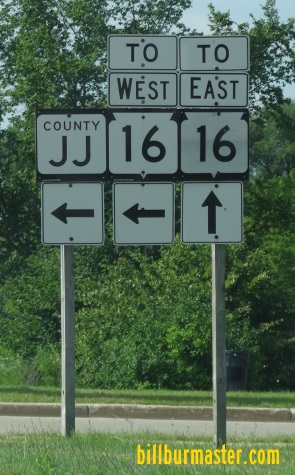 TO TO
WEST EAST
COUNTY
JJ 16 16
billburmaster.com